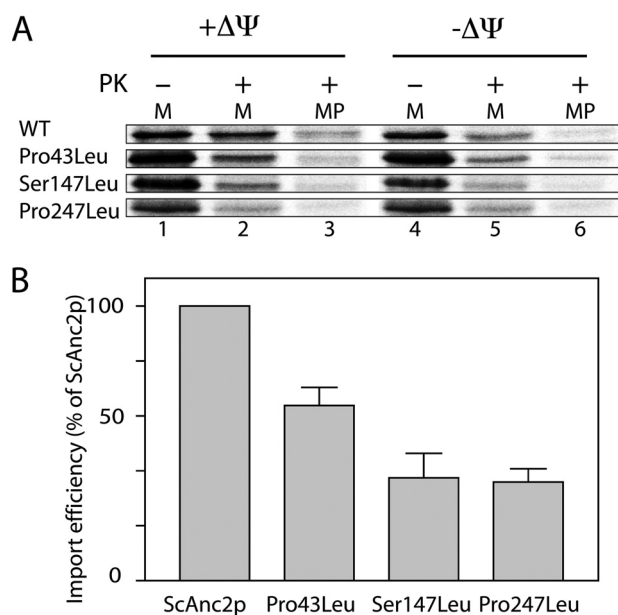 A
+ΔΨ -ΔΨ
PK − + + − + +
M M MP M M MP
WT
Pro43Leu
Ser147Leu
Pro247Leu
1 2 3 4 5 6
B
Import efficiency (% of ScAnc2p)
100
50
0
ScAnc2p Pro43Leu Ser147Leu Pro247Leu